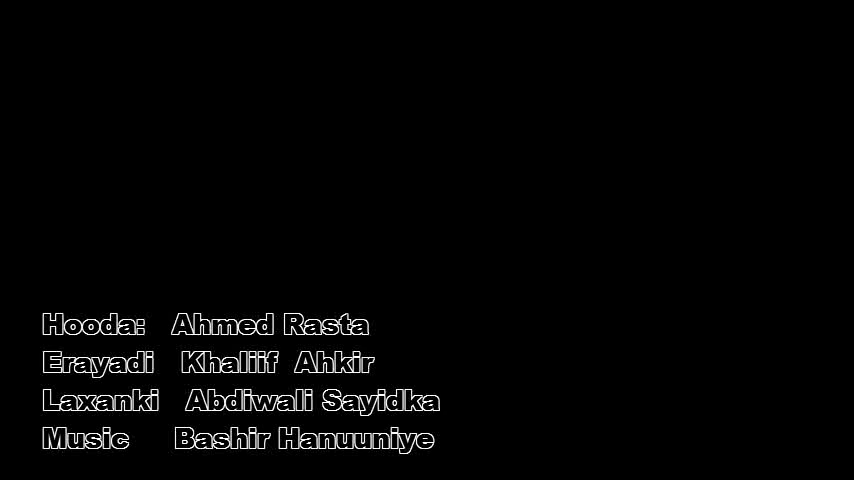 Hooda: Ahmed Rasta
Erayadi Khaliif Ahkir
Laxanki Abdiwali Sayidka
Music Bashir Hanuuniye